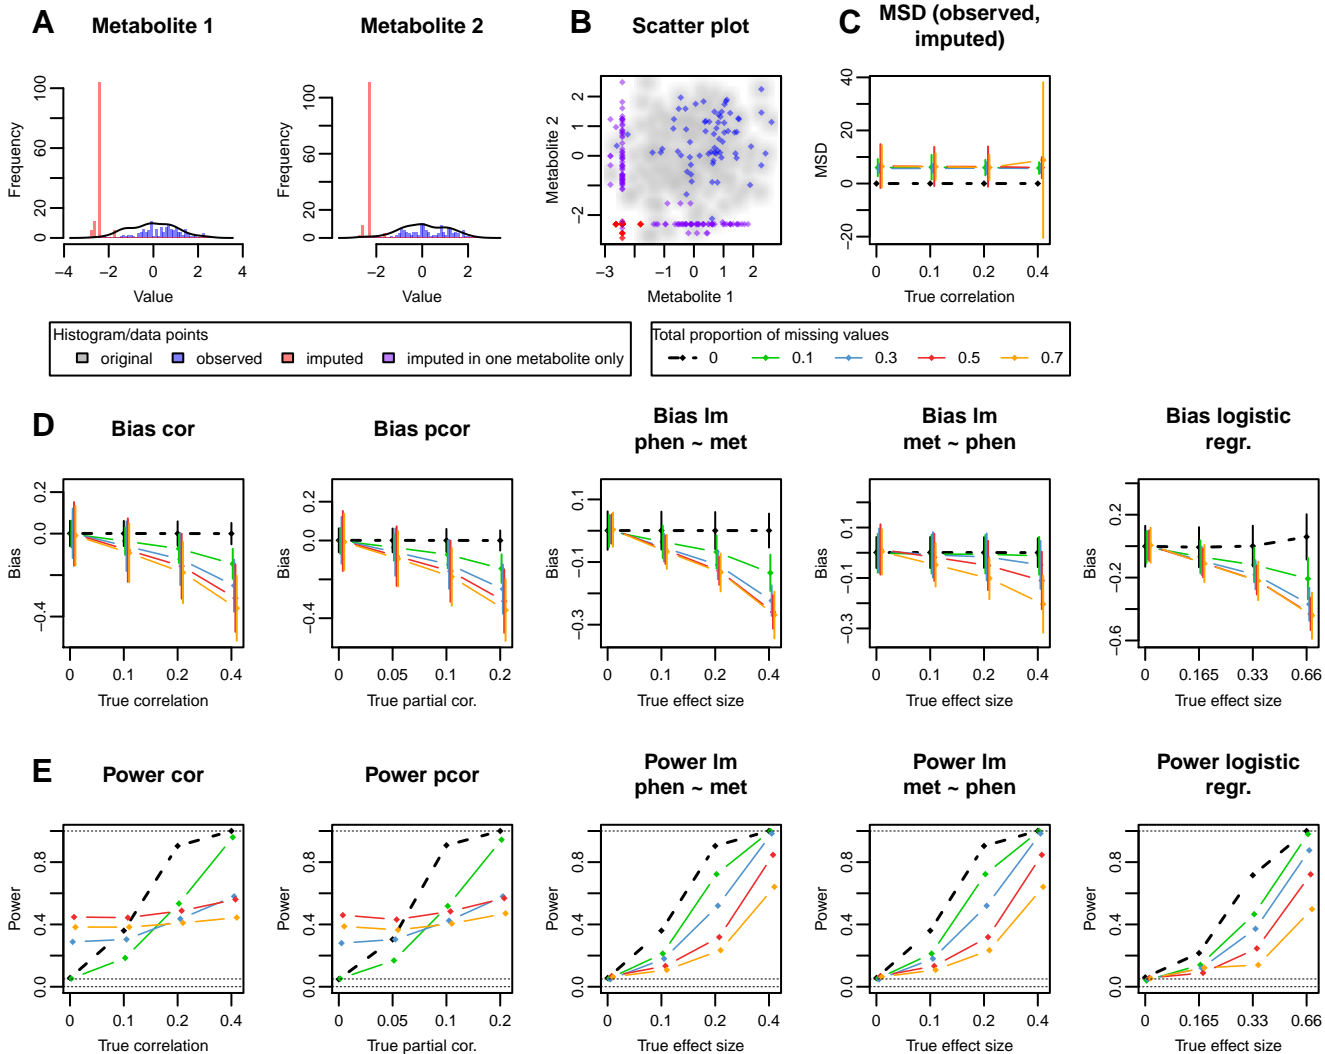 A
Metabolite 1
Metabolite 2
B
Scatter plot
C
MSD (observed,
imputed)
Frequency
0
20
60
100
−4
−2
0
2
4
Value
Frequency
0
20
60
100
−2
0
2
Value
Metabolite 2
−2
0
2
−3
−1
0
1
2
Metabolite 1
MSD
−20
0
20
40
0
0.1
0.2
0.4
True correlation
Histogram/data points
original
observed
imputed
imputed in one metabolite only
Total proportion of missing values
0
0.1
0.3
0.5
0.7
D
Bias cor
Bias pcor
Bias lm
phen ~ met
Bias lm
met ~ phen
Bias logistic
regr.
Bias
−0.4
0.0
0.2
0
0.1
0.2
0.4
True correlation
Bias
−0.4
0.0
0.2
0
0.05
0.1
0.2
True partial cor.
Bias
−0.3
−0.1
0.1
0
0.1
0.2
0.4
True effect size
Bias
−0.3
−0.1
0.1
0
0.1
0.2
0.4
True effect size
Bias
−0.6
−0.2
0.2
0
0.165
0.33
0.66
True effect size
E
Power cor
Power pcor
Power lm
phen ~ met
Power lm
met ~ phen
Power logistic
regr.
Power
0.0
0.4
0.8
0
0.1
0.2
0.4
True correlation
Power
0.0
0.4
0.8
0
0.05
0.1
0.2
True partial cor.
Power
0.0
0.4
0.8
0
0.1
0.2
0.4
True effect size
Power
0.0
0.4
0.8
0
0.1
0.2
0.4
True effect size
Power
0.0
0.4
0.8
0
0.165
0.33
0.66
True effect size